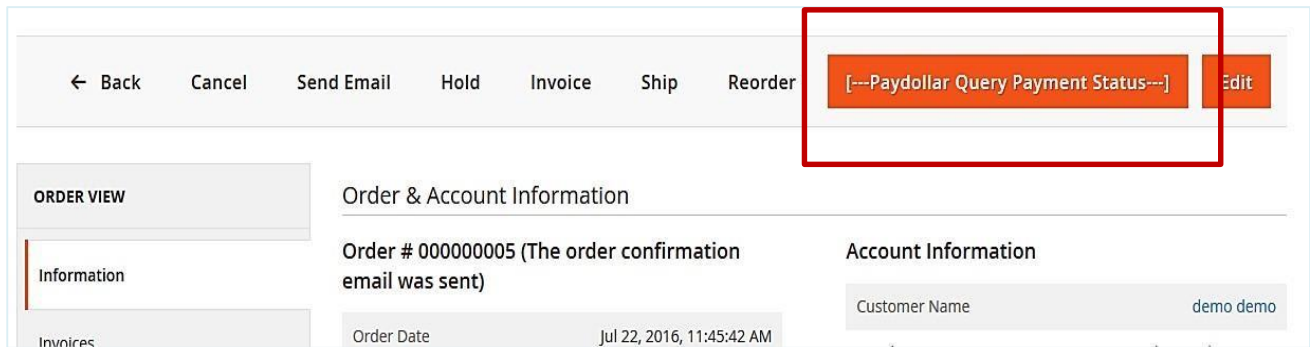 ← Back Cancel Send Email Hold Invoice Ship Reorder [---Paydollar Query Payment Status---] Edit
ORDER VIEW
Order & Account Information
Information
Order # 000000005 (The order confirmation
email was sent)
Account Information
Customer Name demo demo
Invoices
Order Date Jul 22, 2016, 11:45:42 AM